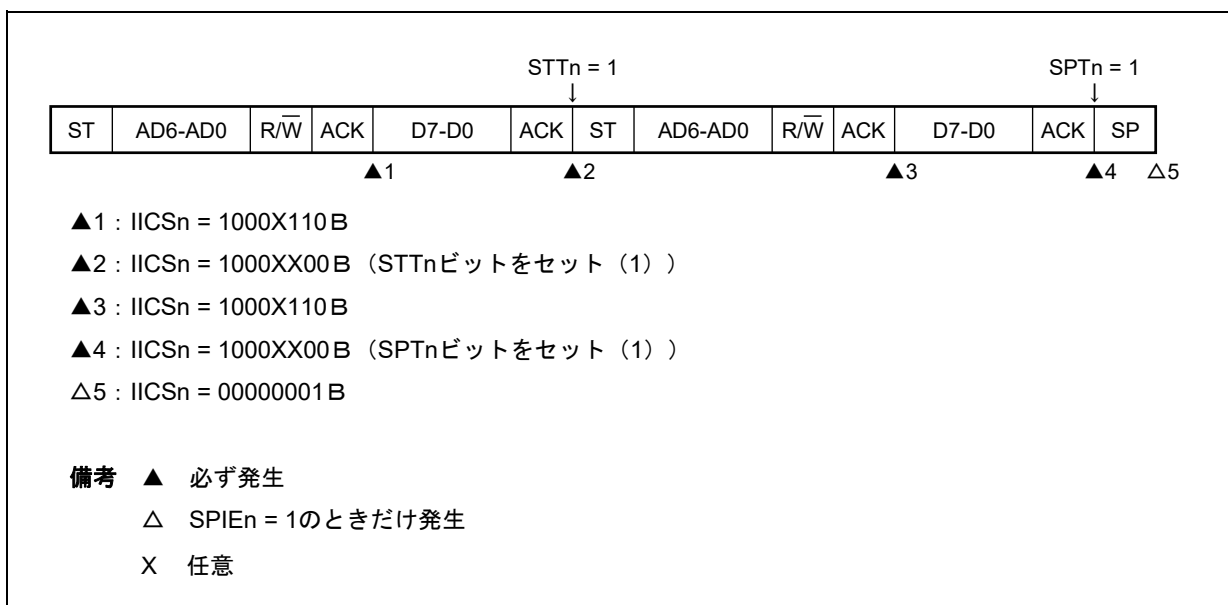 STTn = 1 SPTn = 1
↓ ↓
ST AD6-AD0 R/W̅ ACK D7-D0 ACK ST AD6-AD0 R/W̅ ACK D7-D0 ACK SP
▲1 ▲2 ▲3 ▲4 △5
▲1：IICSn = 1000X110B
▲2：IICSn = 1000XX00B（STTnビットをセット（1））
▲3：IICSn = 1000X110B
▲4：IICSn = 1000XX00B（SPTnビットをセット（1））
△5：IICSn = 00000001B
備考 ▲ 必ず発生
△ SPIEn = 1のときだけ発生
X 任意